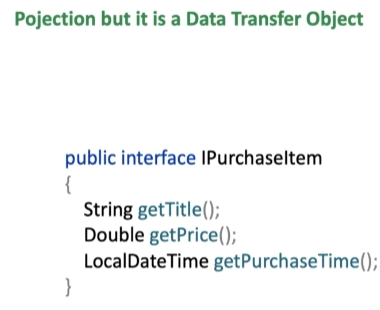 Pojection but it is a Data Transfer Object
public interface IPurchaseItem
{
String getTitle();
Double getPrice();
LocalDateTime getPurchaseTime();
}